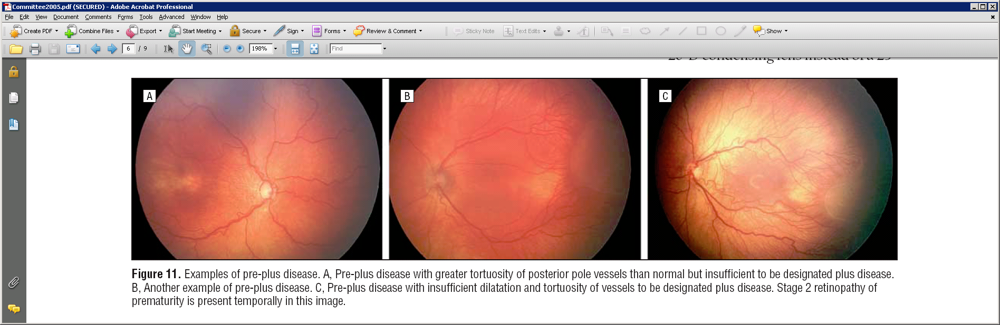 Committee2005.pdf (SECURED) - Adobe Acrobat Professional
File Edit View Document Comments Forms Tools Advanced Window Help
Create PDF Combine Files Export Start Meeting Secure Sign Forms Review & Comment Sticky Note Text Edits Show
6 / 9 198% Find
A B C
Figure 11. Examples of pre-plus disease. A, Pre-plus disease with greater tortuosity of posterior pole vessels than normal but insufficient to be designated plus disease.
B, Another example of pre-plus disease. C, Pre-plus disease with insufficient dilatation and tortuosity of vessels to be designated plus disease. Stage 2 retinopathy of
prematurity is present temporally in this image.